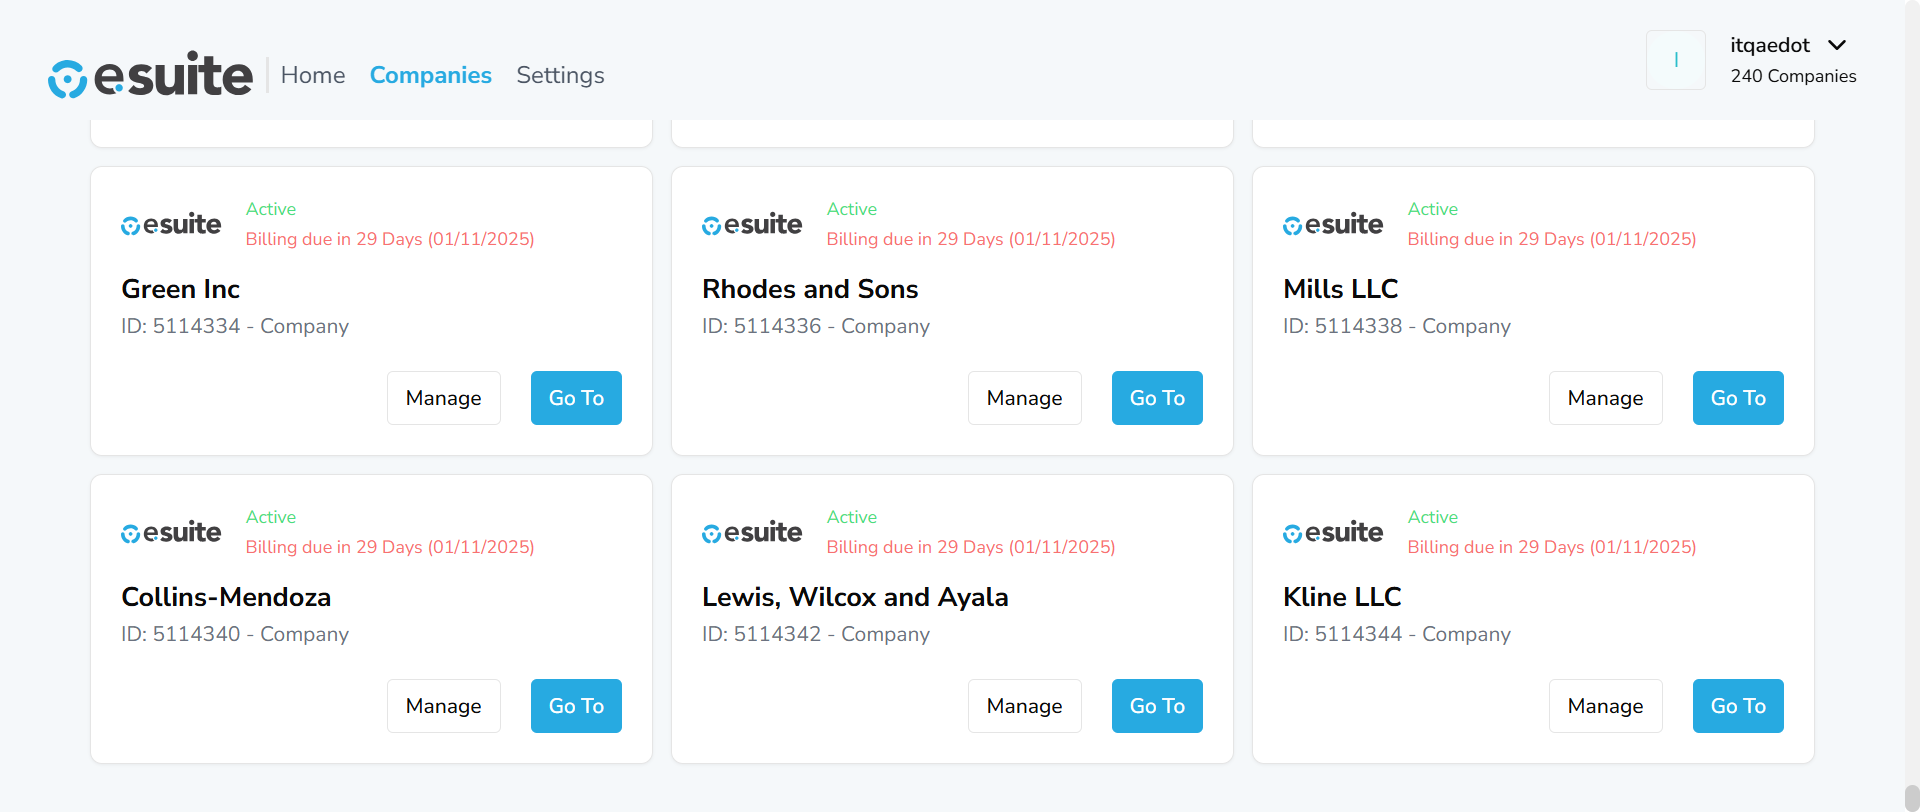 esuite Home Companies Settings
I
itqaedot
240 Companies
esuite
Active
Billing due in 29 Days (01/11/2025)
Green Inc
ID: 5114334 - Company
Manage Go To
esuite
Active
Billing due in 29 Days (01/11/2025)
Rhodes and Sons
ID: 5114336 - Company
Manage Go To
esuite
Active
Billing due in 29 Days (01/11/2025)
Mills LLC
ID: 5114338 - Company
Manage Go To
esuite
Active
Billing due in 29 Days (01/11/2025)
Collins-Mendoza
ID: 5114340 - Company
Manage Go To
esuite
Active
Billing due in 29 Days (01/11/2025)
Lewis, Wilcox and Ayala
ID: 5114342 - Company
Manage Go To
esuite
Active
Billing due in 29 Days (01/11/2025)
Kline LLC
ID: 5114344 - Company
Manage Go To